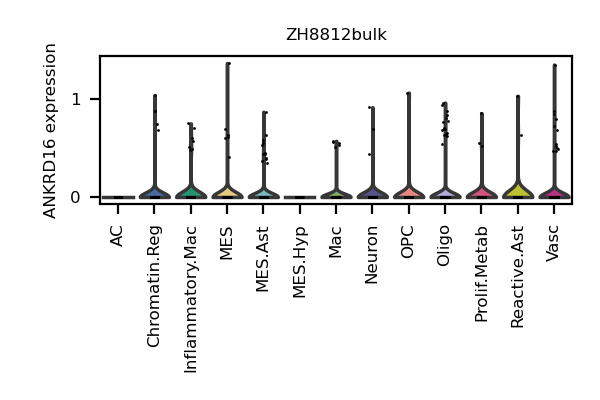 ZH8812bulk
ANKRD16 expression
1
0
AC
Chromatin.Reg
Inflammatory.Mac
MES
MES.Ast
MES.Hyp
Mac
Neuron
OPC
Oligo
Prolif.Metab
Reactive.Ast
Vasc